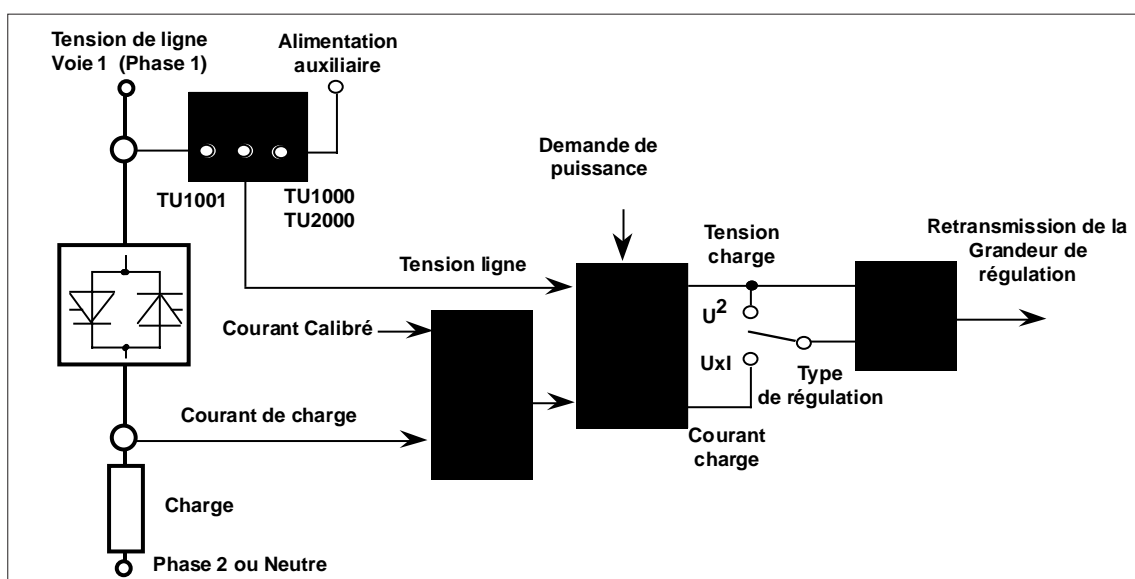 Tension de ligne
Voie 1 (Phase 1)
Alimentation
auxiliaire
TU1001
TU1000
TU2000
Demande de
puissance
Tension ligne
Tension
charge
Retransmission de la
Grandeur de
régulation
U²
Courant Calibré
UxI
Type
de régulation
Courant de charge
Courant
charge
Charge
Phase 2 ou Neutre